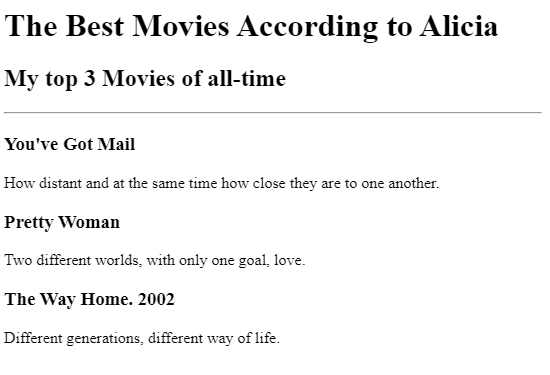 The Best Movies According to Alicia
My top 3 Movies of all-time
You've Got Mail
How distant and at the same time how close they are to one another.
Pretty Woman
Two different worlds, with only one goal, love.
The Way Home. 2002
Different generations, different way of life.